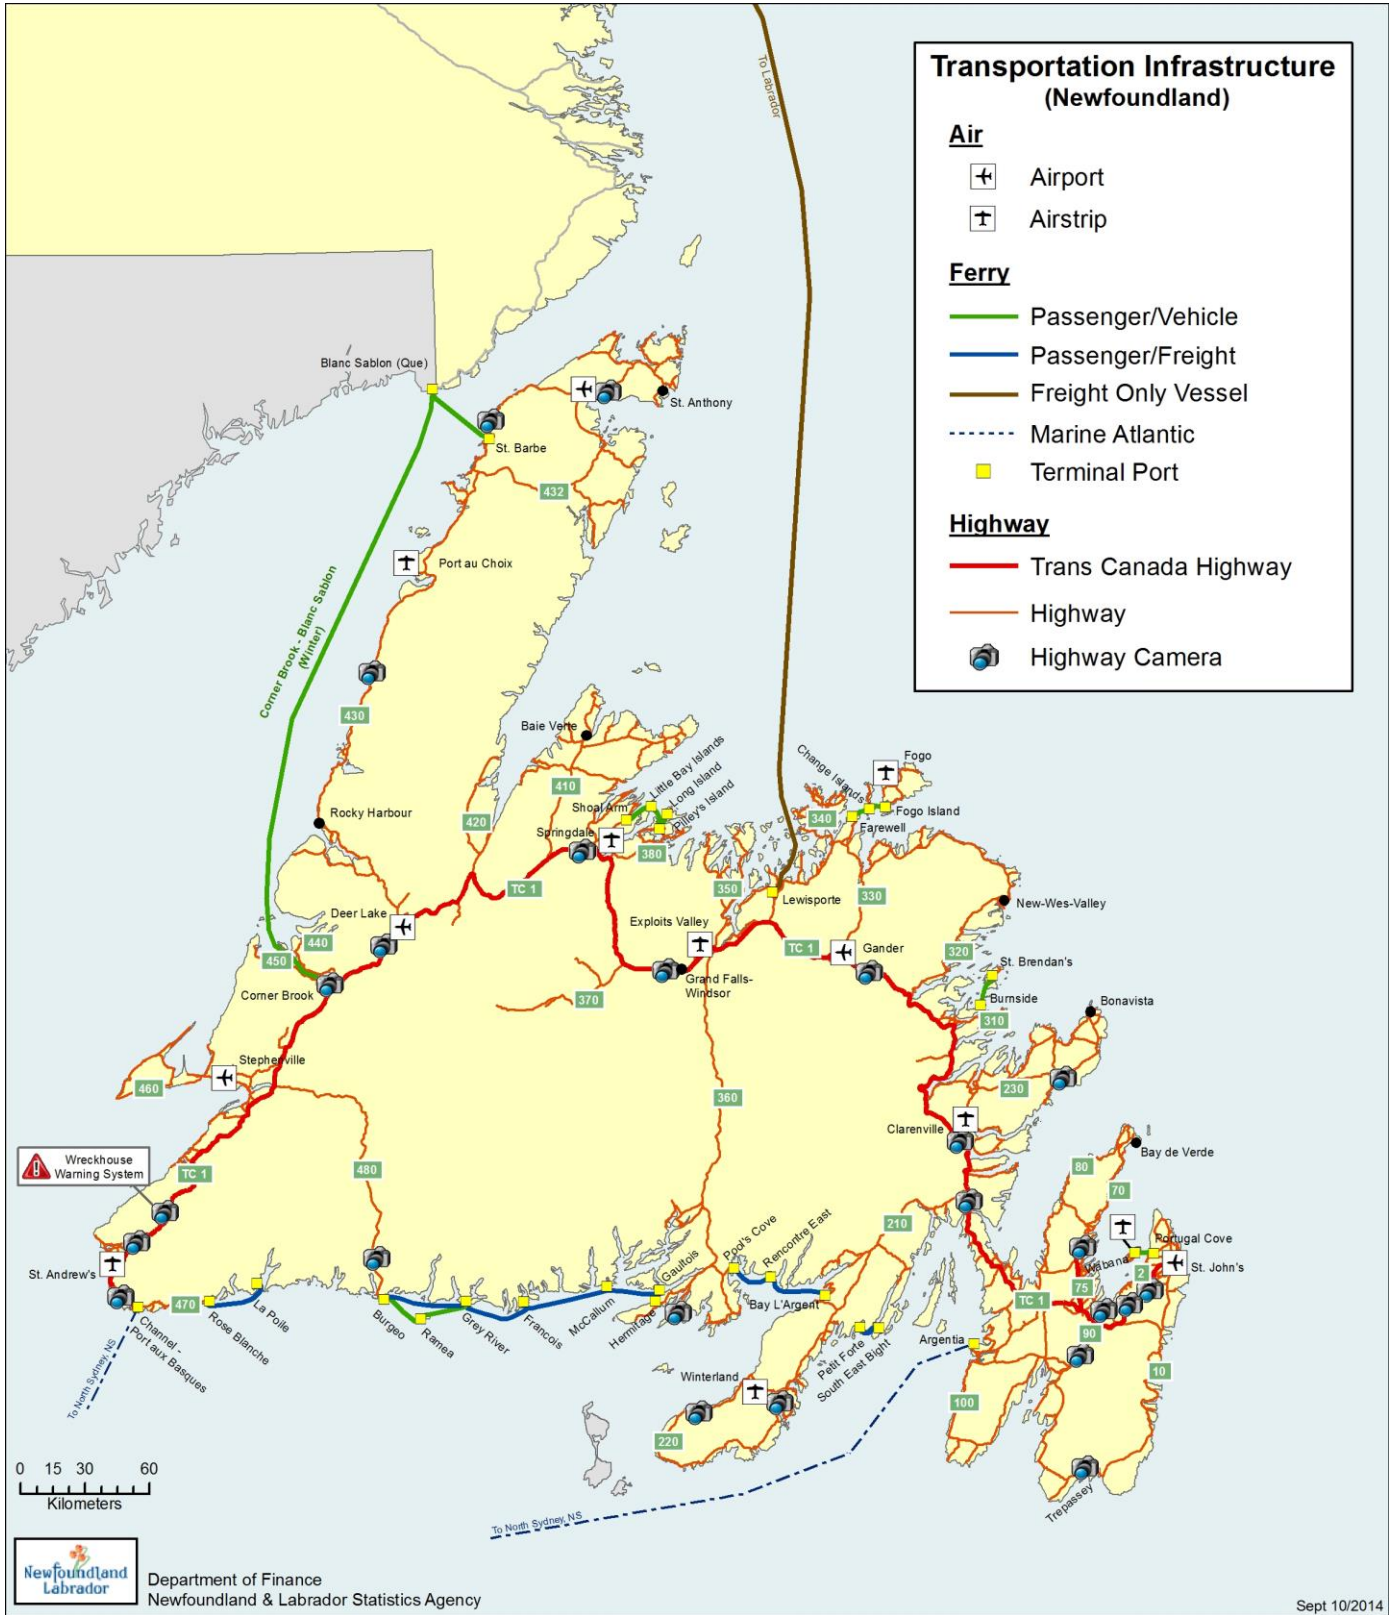 Transportation Infrastructure
(Newfoundland)
Air
Airport
Airstrip
Ferry
Passenger/Vehicle
Passenger/Freight
Freight Only Vessel
Marine Atlantic
Terminal Port
Highway
Trans Canada Highway
Highway
Highway Camera
To Labrador
Blanc Sablon (Que)
St. Anthony
St. Barbe
432
Port au Choix
Corner Brook - Blanc Sablon
(Winter)
430
Baie Verte
Little Bay Islands
Long Island
Pilley's Island
Shoal Arm
410
Change Islands
Fogo
Fogo Island
Farewell
340
Rocky Harbour
420
Springdale
380
TC 1
350
Lewisporte
330
New-Wes-Valley
Deer Lake
440
450
Exploits Valley
TC 1
Gander
320
St. Brendan's
Corner Brook
Grand Falls-
Windsor
370
Burnside
310
Bonavista
Stephenville
460
360
230
Clarenville
Wreckhouse
Warning System
TC 1
480
80
Bay de Verde
70
210
Pool's Cove
Rencontre East
Wabana
Portugal Cove
2
St. John's
St. Andrew's
75
Gaultois
Bay L'Argent
TC 1
470
La Poile
Rose Blanche
Channel -
Port aux Basques
Burgeo
Ramea
Grey River
Francois
McCallum
Hermitage
Petit Forte
South East Bight
Argentia
90
10
To North Sydney, NS
Winterland
100
220
Trepassey
0 15 30 60
Kilometers
To North Sydney, NS
Newfoundland
Labrador
Department of Finance
Newfoundland & Labrador Statistics Agency
Sept 10/2014